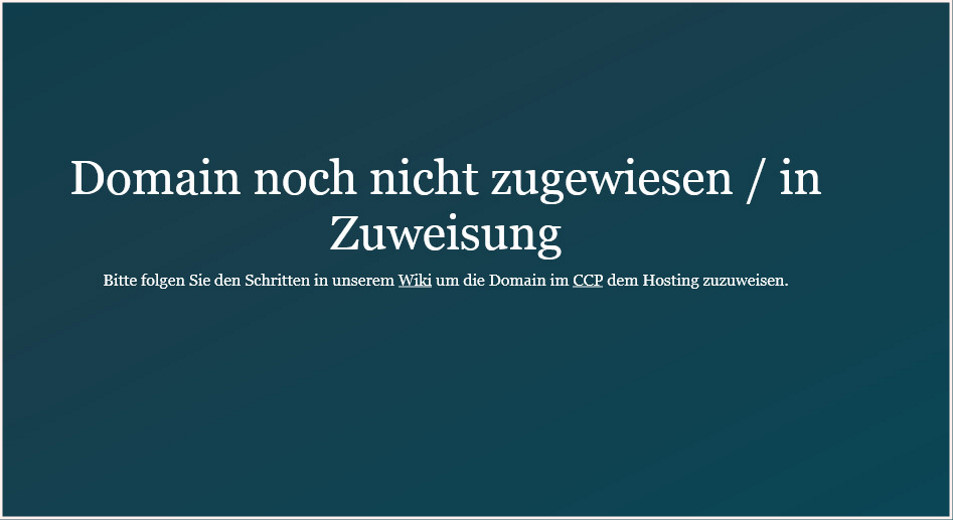 Domain noch nicht zugewiesen / in
Zuweisung
Bitte folgen Sie den Schritten in unserem Wiki um die Domain im CCP dem Hosting zuzuweisen.